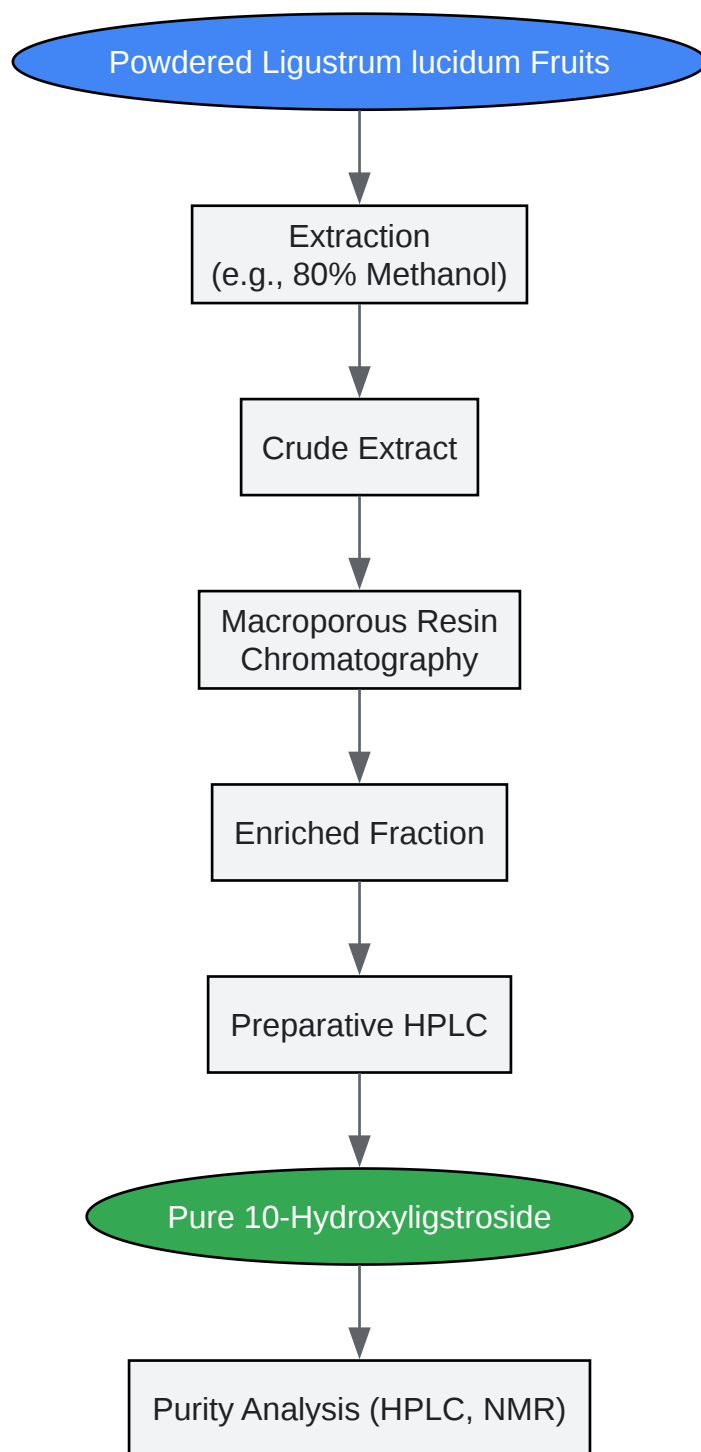 Powdered Ligustrum lucidum Fruits
Extraction
(e.g., 80% Methanol)
Crude Extract
Macroporous Resin
Chromatography
Enriched Fraction
Preparative HPLC
Pure 10-Hydroxyligstroside
Purity Analysis (HPLC, NMR)